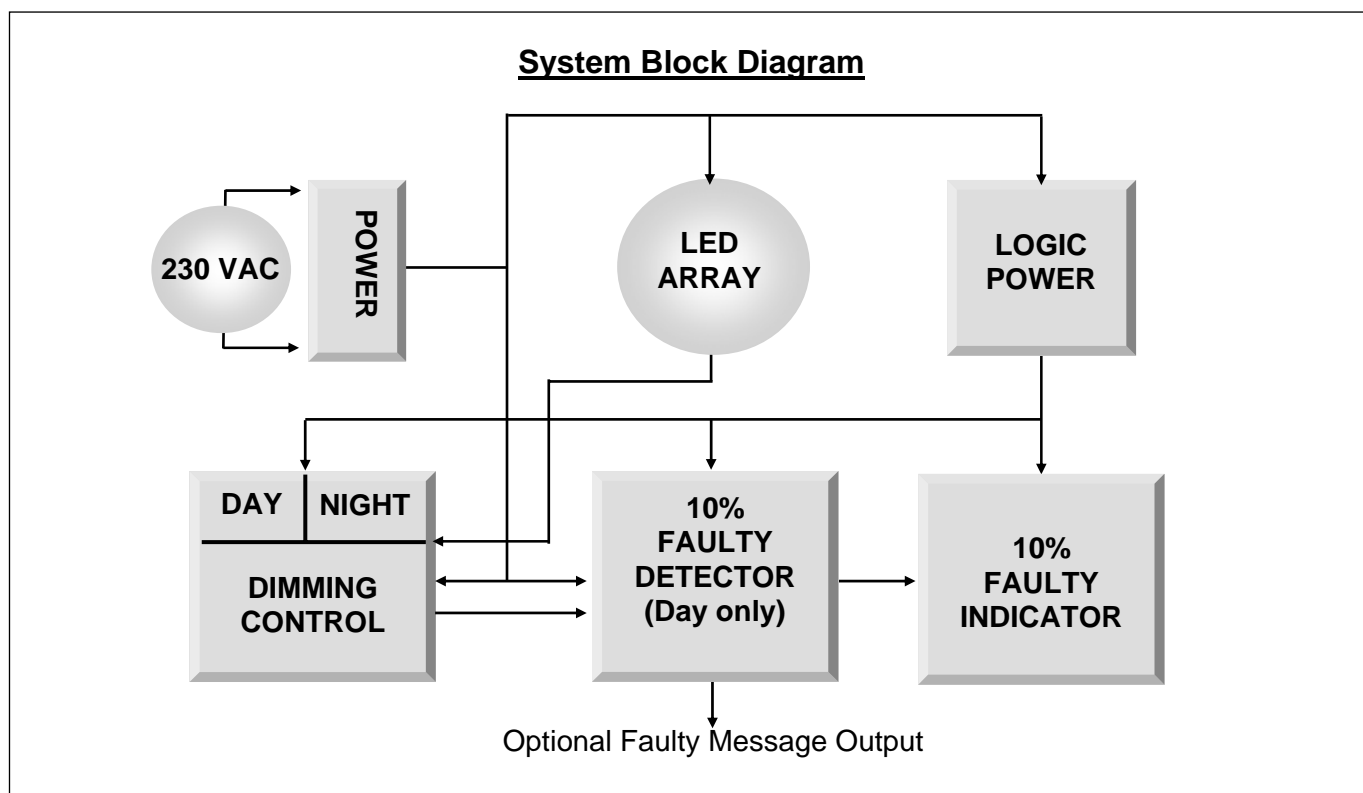 System Block Diagram
230 VAC
POWER
LED
ARRAY
LOGIC
POWER
DAY
NIGHT
DIMMING
CONTROL
10%
FAULTY
DETECTOR
(Day only)
10%
FAULTY
INDICATOR
Optional Faulty Message Output